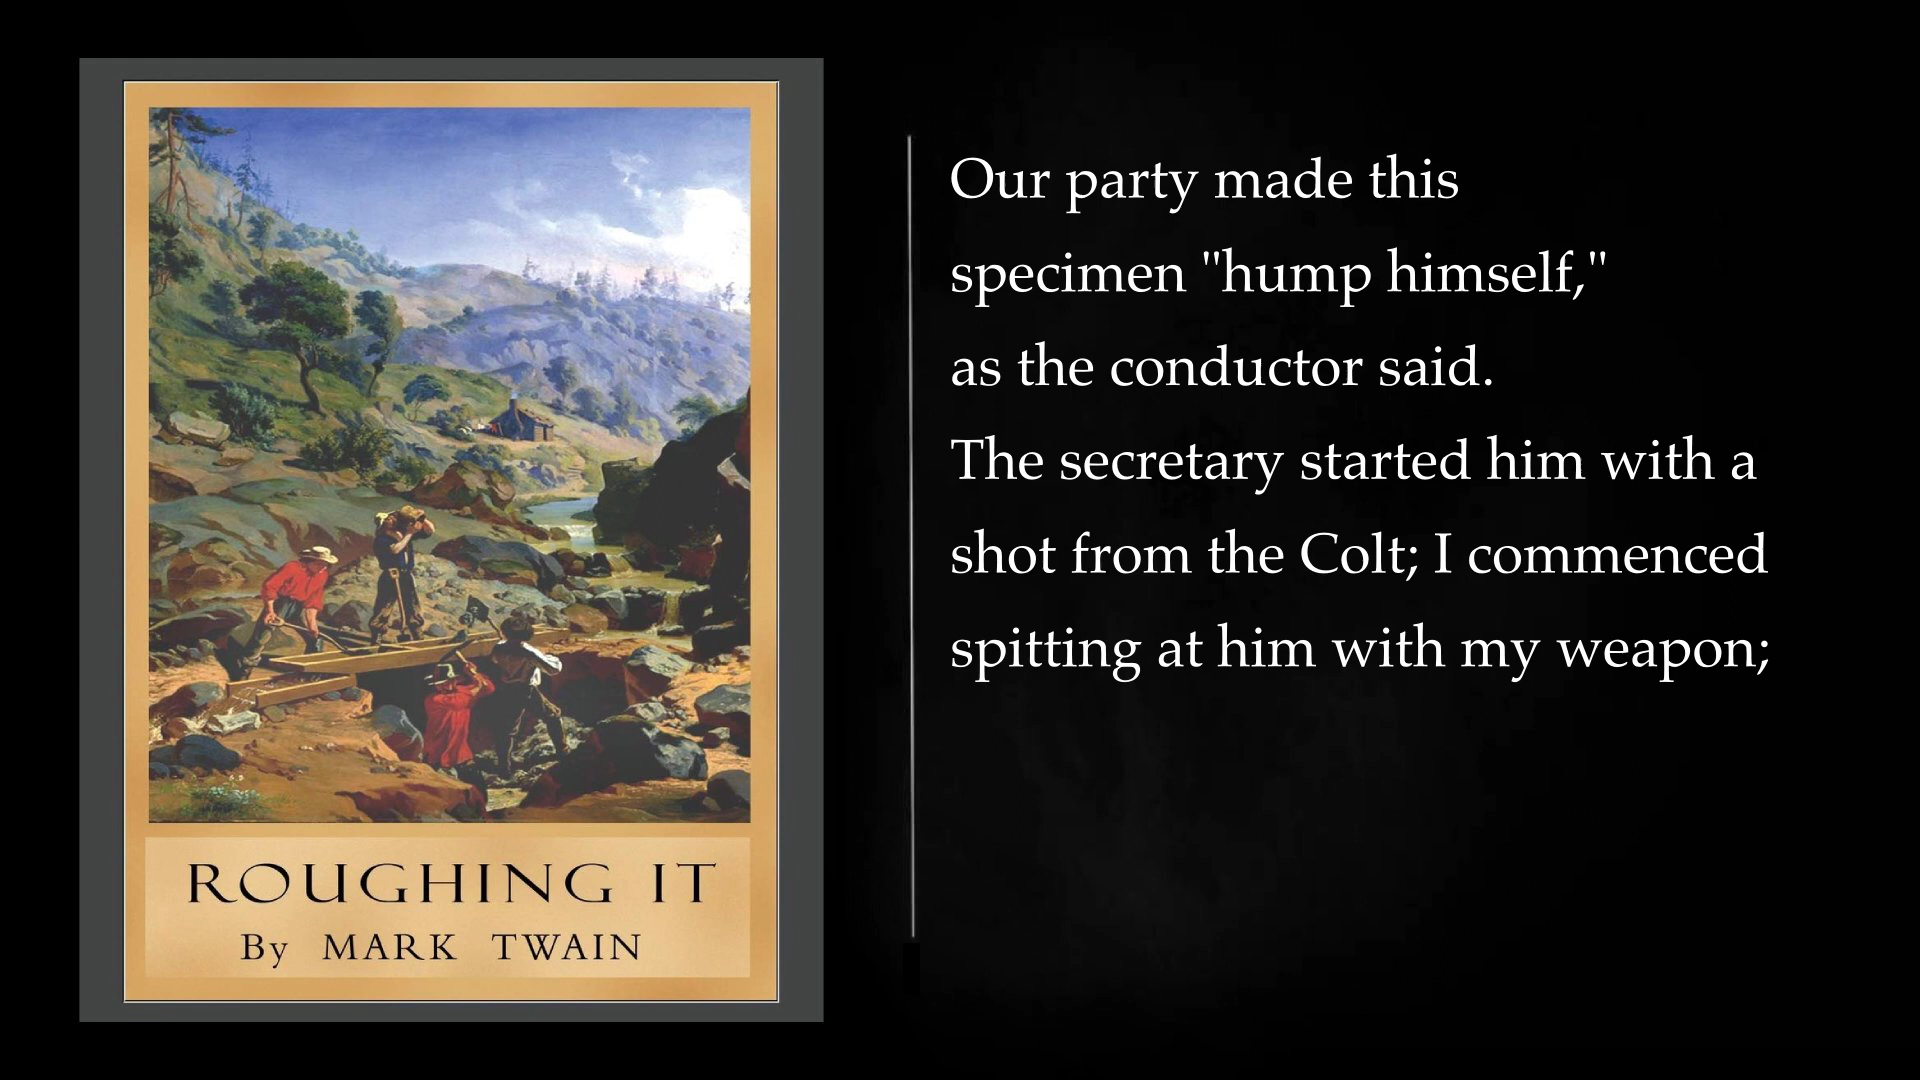 ROUGHING IT
By MARK TWAIN
Our party made this
specimen "hump himself,"
as the conductor said.
The secretary started him with a
shot from the Colt; I commenced
spitting at him with my weapon;